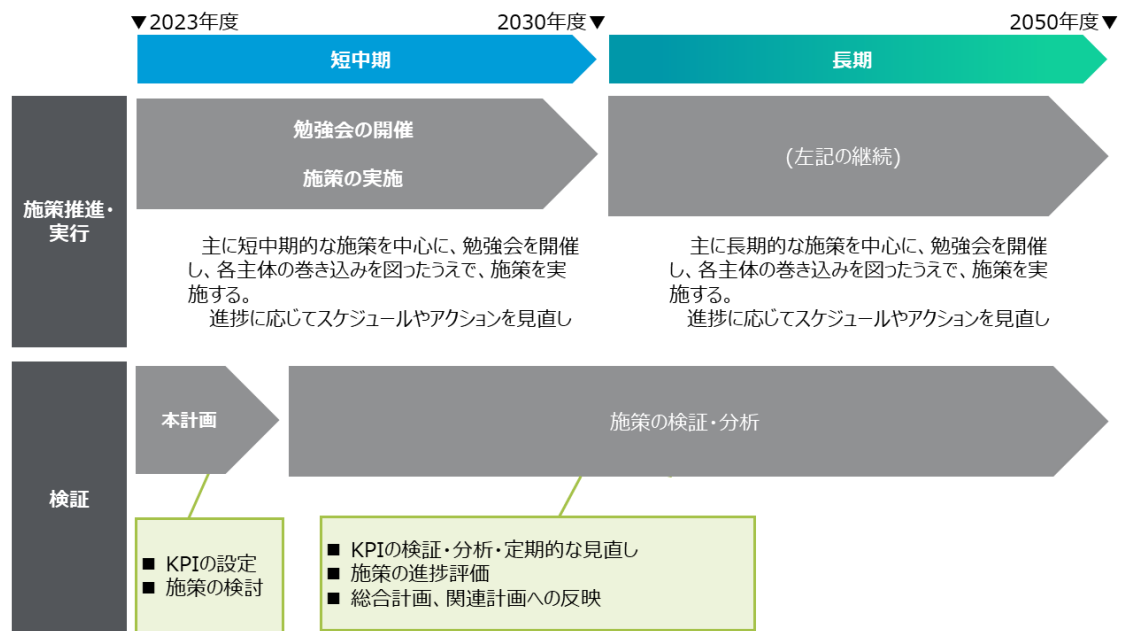 ▼2023年度
2030年度▼
2050年度▼
短中期
長期
施策推進・
実行
勉強会の開催
施策の実施
(左記の継続)
主に短中期的な施策を中心に、勉強会を開催
し、各主体の巻き込みを図ったうえで、施策を実
施する。
進捗に応じてスケジュールやアクションを見直し
主に長期的な施策を中心に、勉強会を開催
し、各主体の巻き込みを図ったうえで、施策を実
施する。
進捗に応じてスケジュールやアクションを見直し
検証
本計画
施策の検証・分析
■ KPIの設定
■ 施策の検討
■ KPIの検証・分析・定期的な見直し
■ 施策の進捗評価
■ 総合計画、関連計画への反映